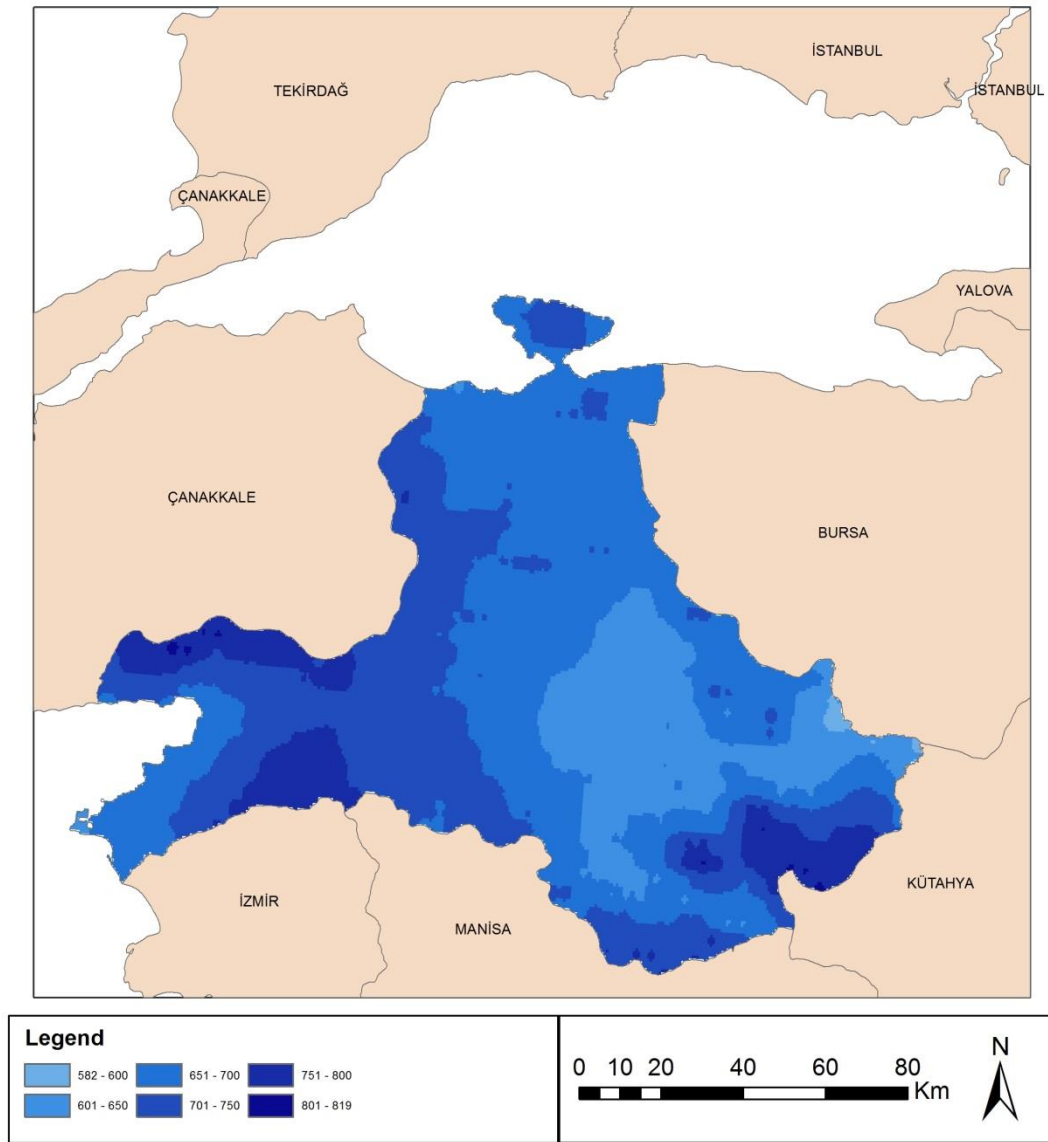 İSTANBUL
TEKİRDAĞ
İSTANBUL
ÇANAKKALE
YALOVA
ÇANAKKALE
BURSA
KÜTAHYA
İZMİR
MANİSA
Legend
582 - 600
651 - 700
751 - 800
601 - 650
701 - 750
801 - 819
0 10 20 40 60 80
Km
N